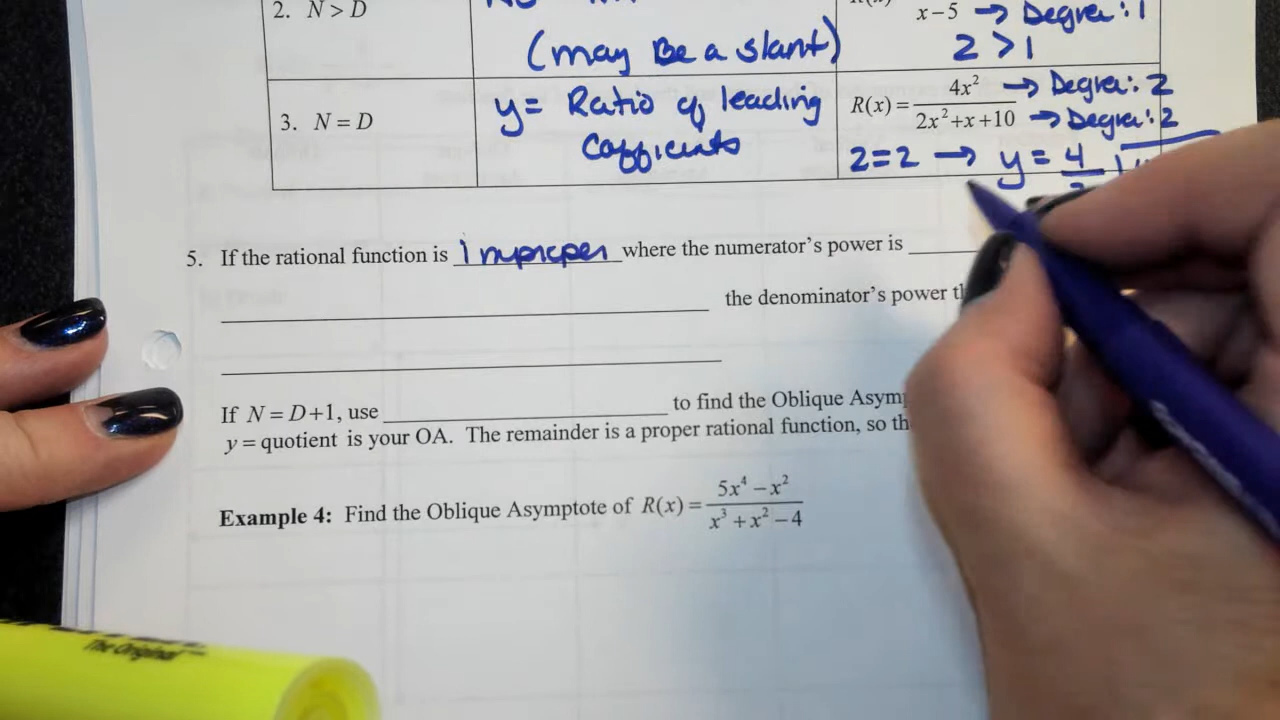 2. N > D
x−5 → Degree: 1
(may Be a slant)
2 > 1
3. N = D
y = Ratio of leading
coefficients
R(x) = 4x² / 2x²+x+10
→ Degree: 2
→ Degree: 2
2=2 → y = 4
5. If the rational function is Improper where the numerator's power is
the denominator's power
If N = D+1, use ____ to find the Oblique
y = quotient is your OA. The remainder is a proper rational function, so
Example 4: Find the Oblique Asymptote of R(x) = 5x⁴ − x² / x³ + x² − 4
The Original